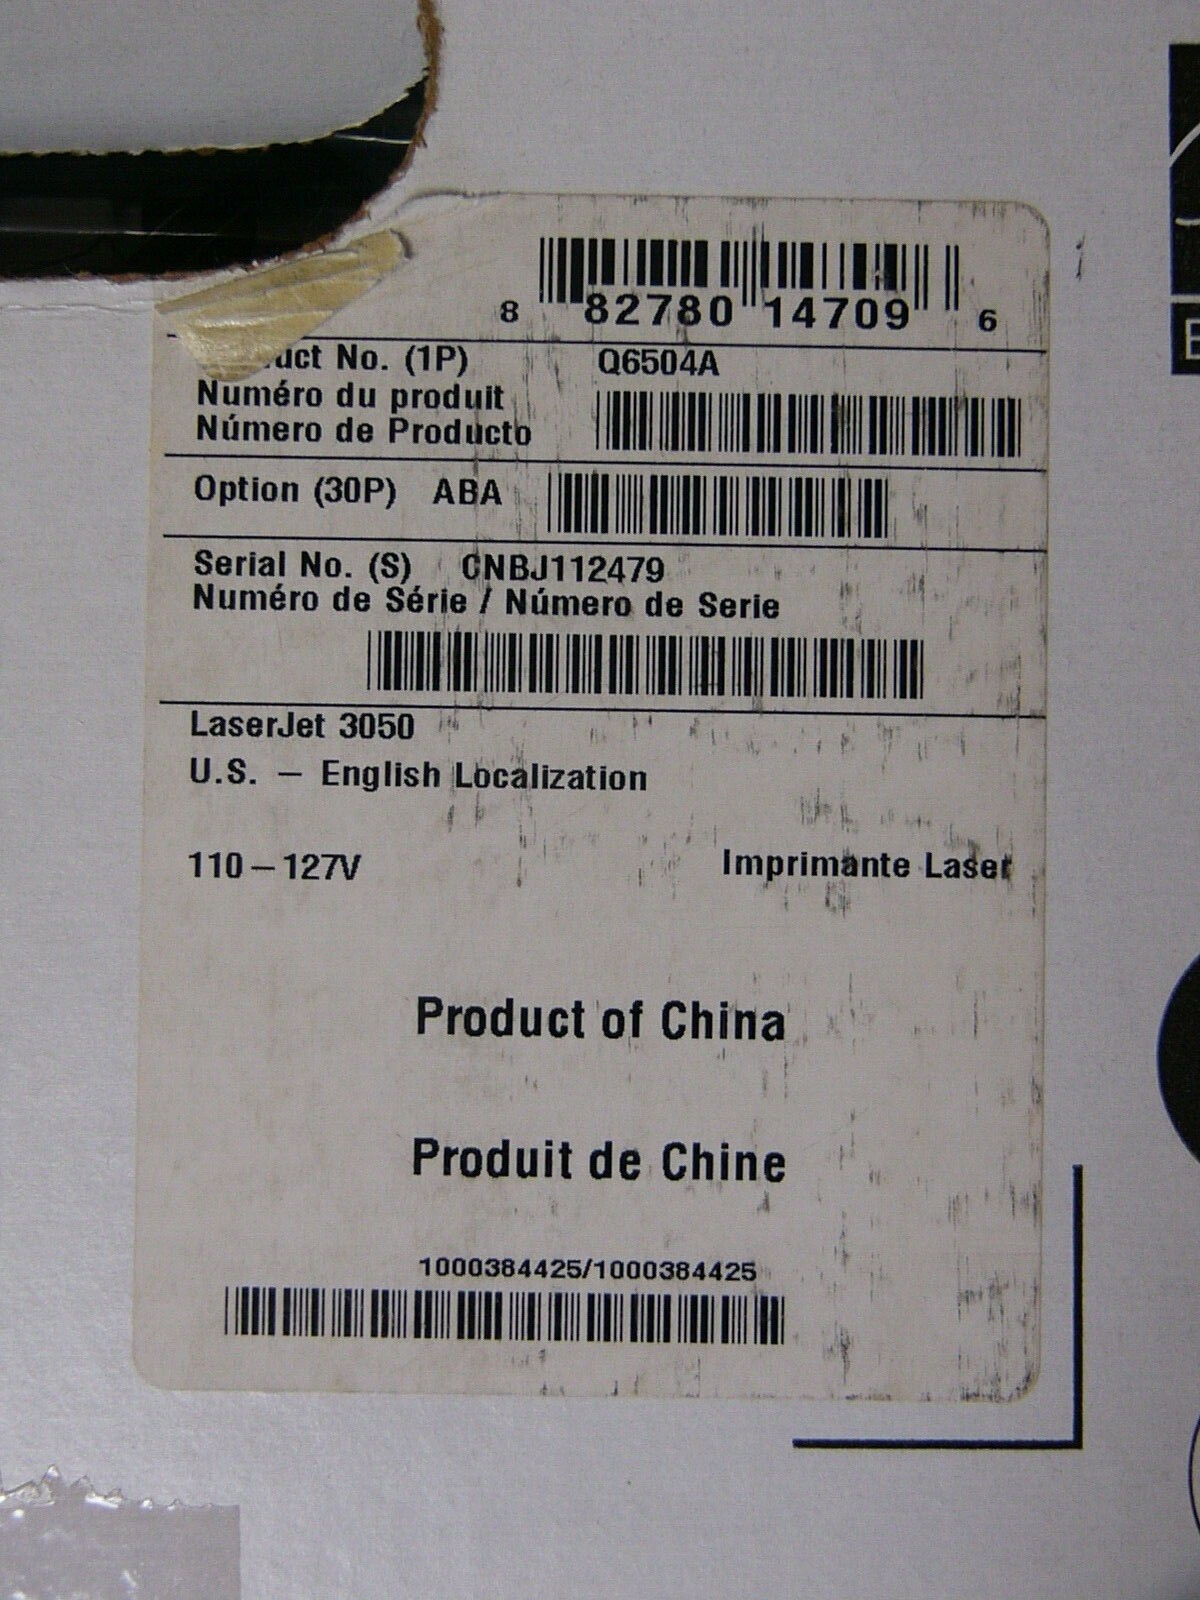 8 82780 14709 6
No. (1P) Q6504A
Numéro du produit
Número de Producto
Option (30P) ABA
Serial No. (S) CNBJ112479
Numéro de Série / Número de Serie
LaserJet 3050
U.S. – English Localization
110–127V Imprimante Laser
Product of China
Produit de Chine
1000384425/1000384425